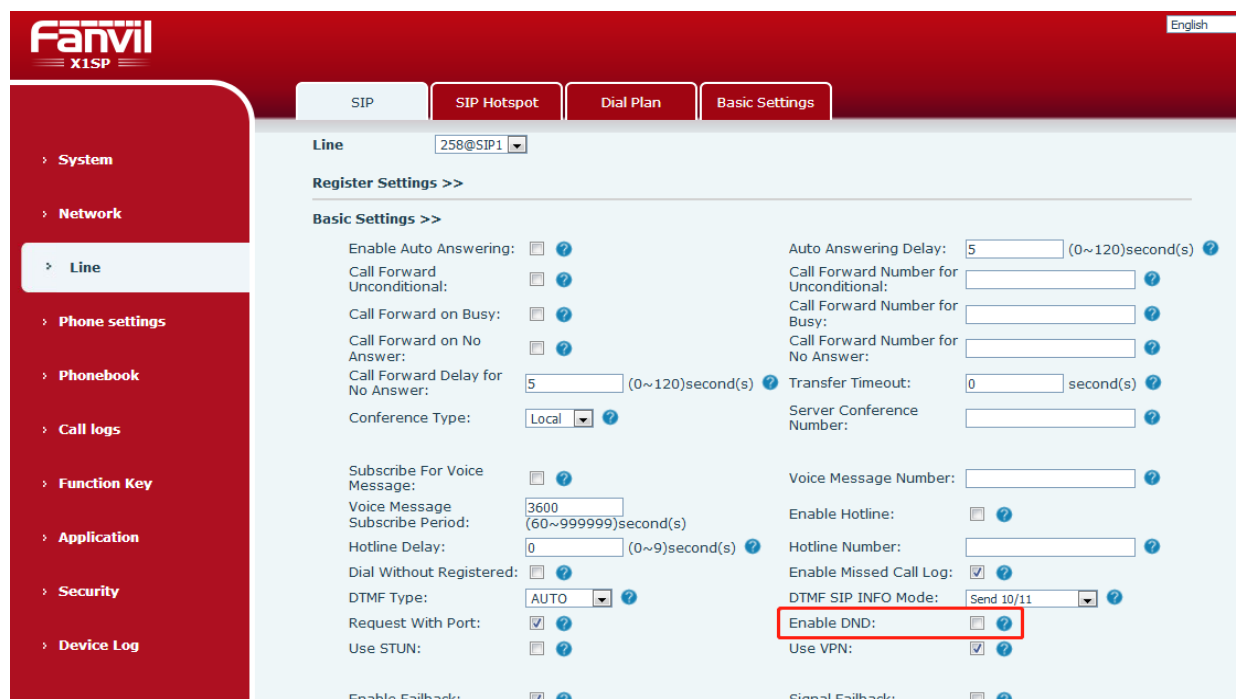 Fanvil
X1SP
English
SIP
SIP Hotspot
Dial Plan
Basic Settings
System
Network
Line
Phone settings
Phonebook
Call logs
Function Key
Application
Security
Device Log
Line 258@SIP1
Register Settings >>
Basic Settings >>
Enable Auto Answering: ?
Auto Answering Delay: 5 (0~120)second(s) ?
Call Forward
Unconditional: ?
Call Forward Number for
Unconditional: ?
Call Forward on Busy: ?
Call Forward Number for
Busy: ?
Call Forward on No
Answer: ?
Call Forward Number for
No Answer: ?
Call Forward Delay for
No Answer: 5 (0~120)second(s) ?
Transfer Timeout: 0 second(s) ?
Conference Type: Local ?
Server Conference
Number: ?
Subscribe For Voice
Message: ?
Voice Message Number: ?
Voice Message
Subscribe Period: 3600
(60~999999)second(s)
Enable Hotline: ?
Hotline Delay: 0 (0~9)second(s) ?
Hotline Number: ?
Dial Without Registered: ?
Enable Missed Call Log: ?
DTMF Type: AUTO ?
DTMF SIP INFO Mode: Send 10/11 ?
Request With Port: ?
Enable DND: ?
Use STUN: ?
Use VPN: ?
Enable Failback: ?
Signal Failback: ?